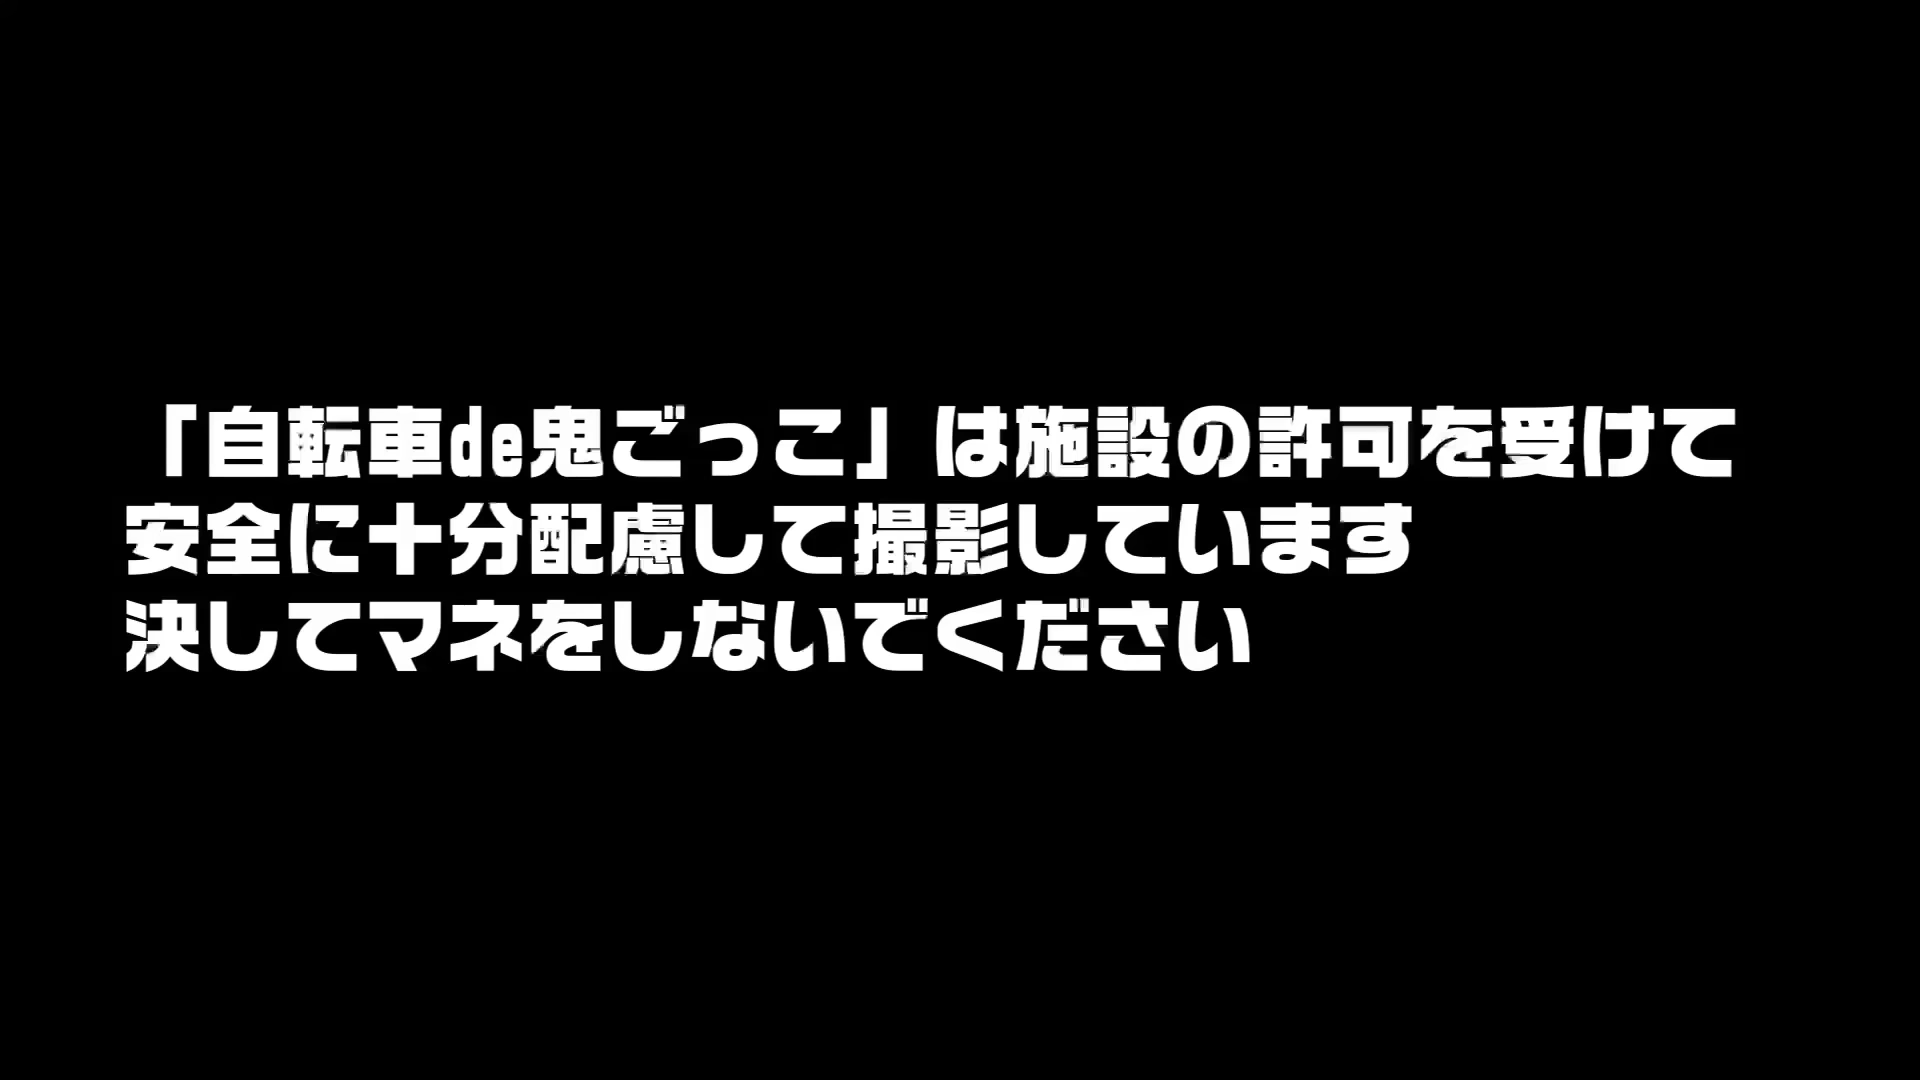 「自転車de鬼ごっこ」は施設の許可を受けて
安全に十分配慮して撮影しています
決してマネをしないでください